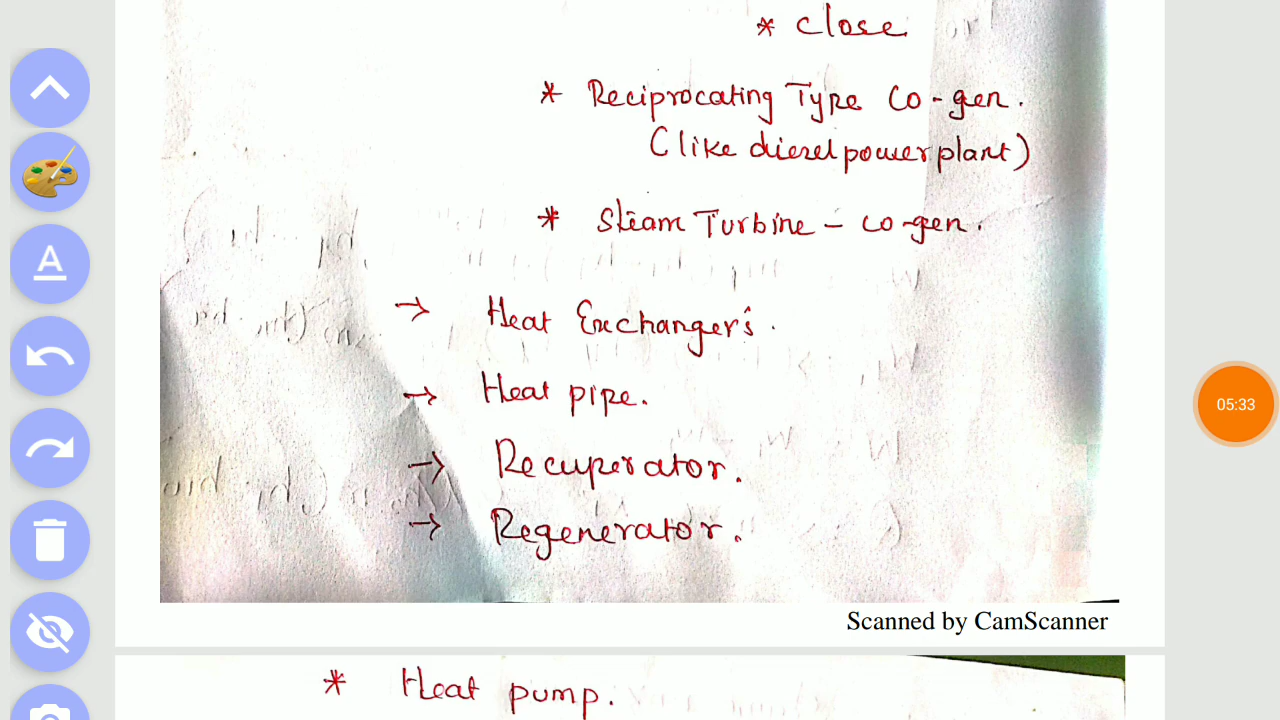 * close.
* Reciprocating Type Co-gen.
(like diesel power plant)
* Steam Turbine - co-gen.
→ Heat Exchanger's.
→ Heat pipe.
→ Recuperator.
→ Regenerator.
Scanned by CamScanner
* Heat pump.
A
05:33